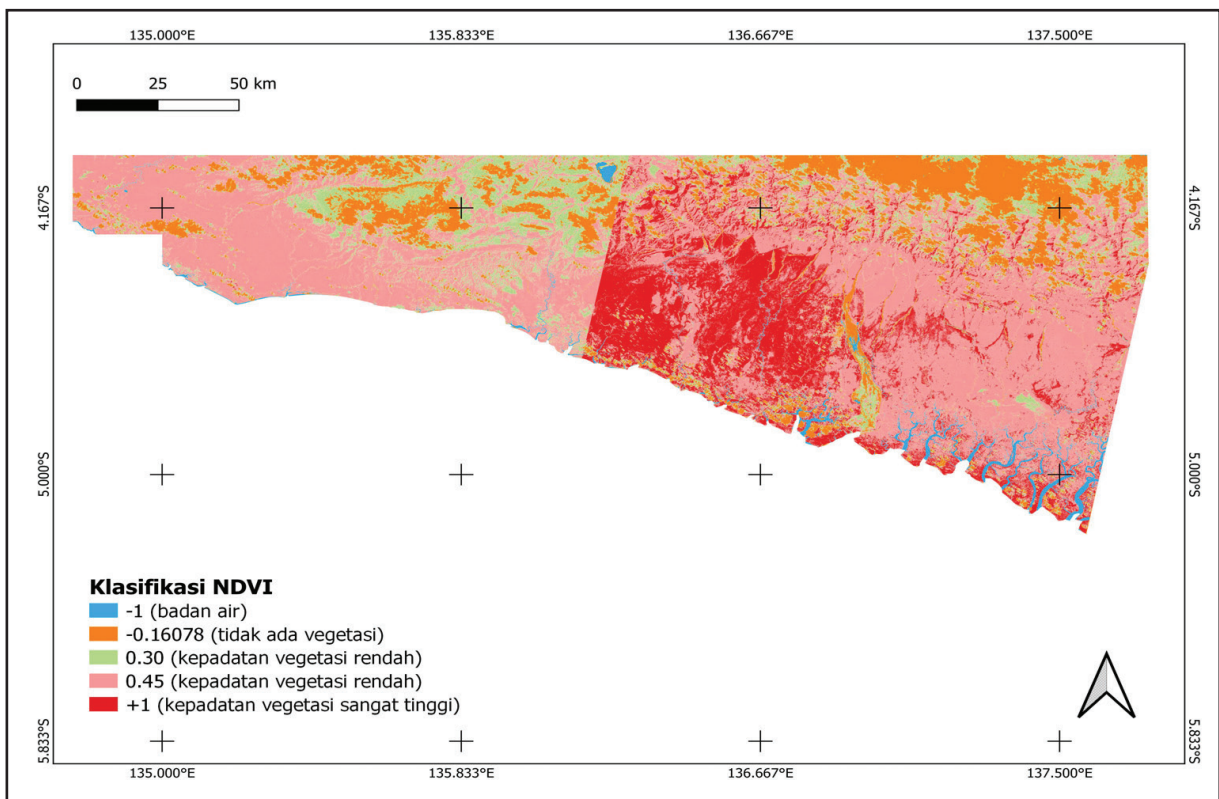 135.000°E 135.833°E 136.667°E 137.500°E
0 25 50 km
4.167°S 4.167°S
5.000°S 5.000°S
Klasifikasi NDVI
-1 (badan air)
-0.16078 (tidak ada vegetasi)
0.30 (kepadatan vegetasi rendah)
0.45 (kepadatan vegetasi rendah)
+1 (kepadatan vegetasi sangat tinggi)
5.833°S 5.833°S
135.000°E 135.833°E 136.667°E 137.500°E